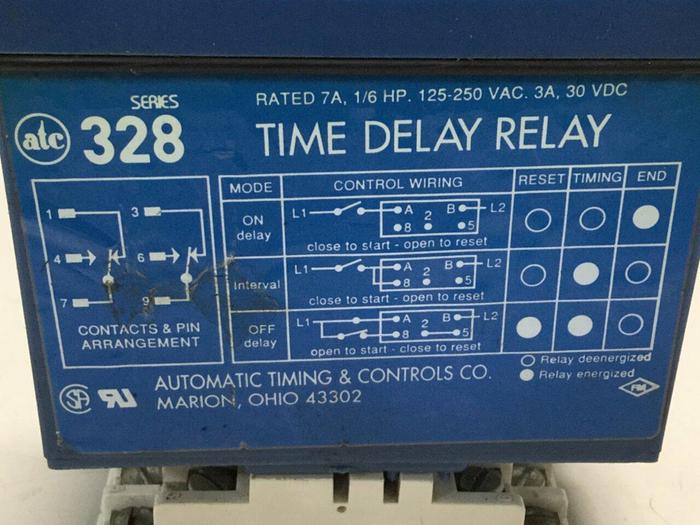 SERIES
RATED 7A, 1/6 HP. 125-250 VAC. 3A, 30 VDC
atc 328 TIME DELAY RELAY
MODE CONTROL WIRING RESET TIMING END
1 3
4 6
7 9
CONTACTS & PIN
ARRANGEMENT
ON
delay
L1 A B L2
2
8 5
close to start - open to reset
Interval
L1 A B L2
2
8 5
close to start - open to reset
OFF
delay
L1 A B L2
2
6 8 5
open to start - close to reset
Relay deenergized
Relay energized
SA RU AUTOMATIC TIMING & CONTROLS CO.
MARION, OHIO 43302
FM